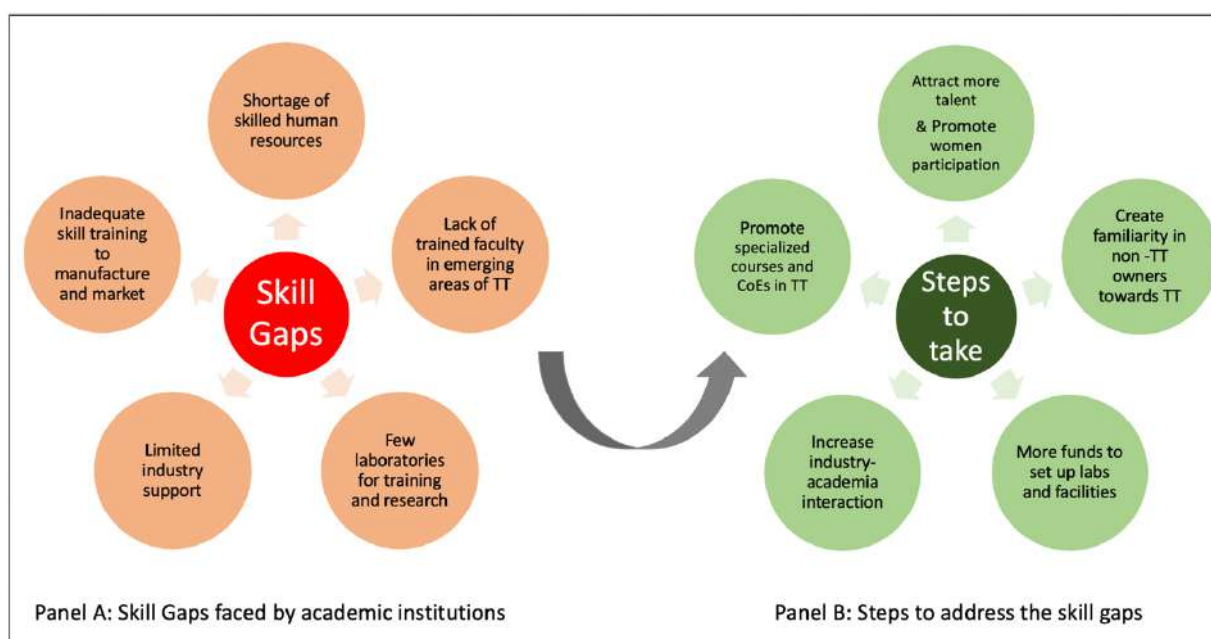 Shortage of
skilled human
resources
Lack of
trained faculty
in emerging
areas of TT
Few
laboratories
for training
and research
Limited
industry
support
Inadequate
skill training
to
manufacture
and market
Skill
Gaps
Attract more
talent
& Promote
women
participation
Create
familiarity in
non -TT
owners
towards TT
More funds to
set up labs
and facilities
Increase
industry-
academia
interaction
Promote
specialized
courses and
CoEs in TT
Steps
to
take
Panel A: Skill Gaps faced by academic institutions
Panel B: Steps to address the skill gaps